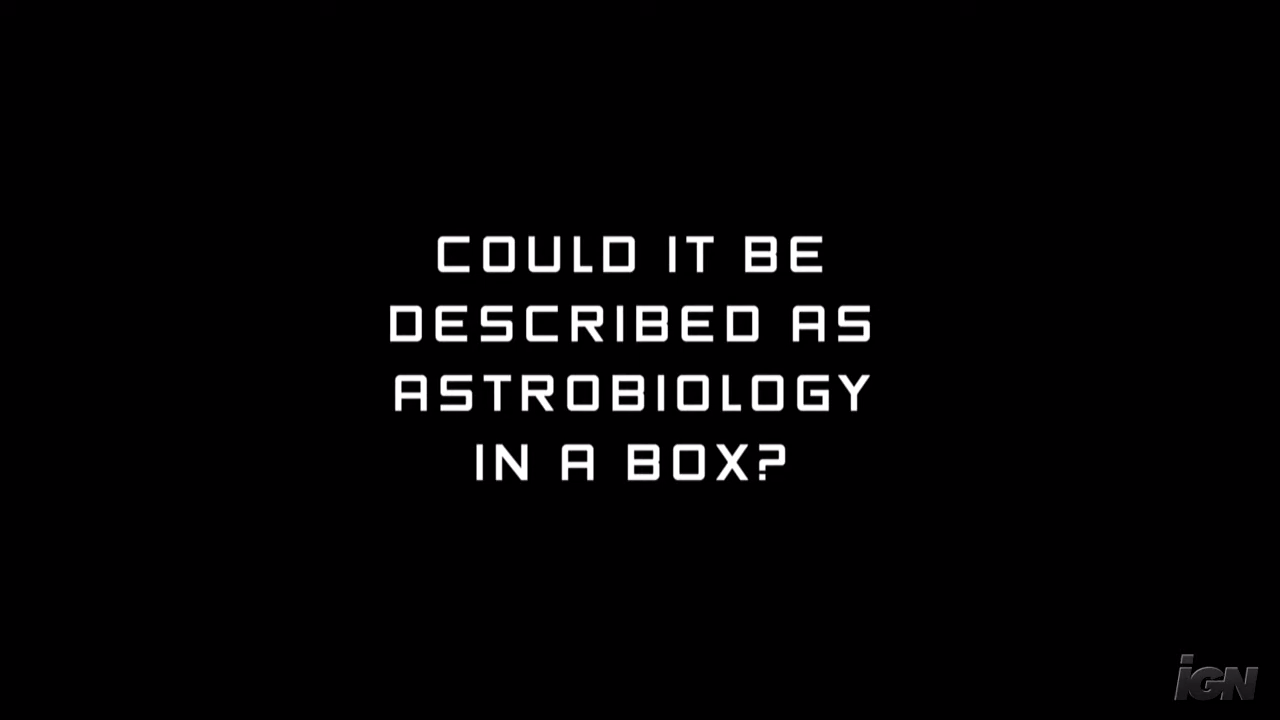 COULD IT BE
DESCRIBED AS
ASTROBIOLOGY
IN A BOX?
IGN